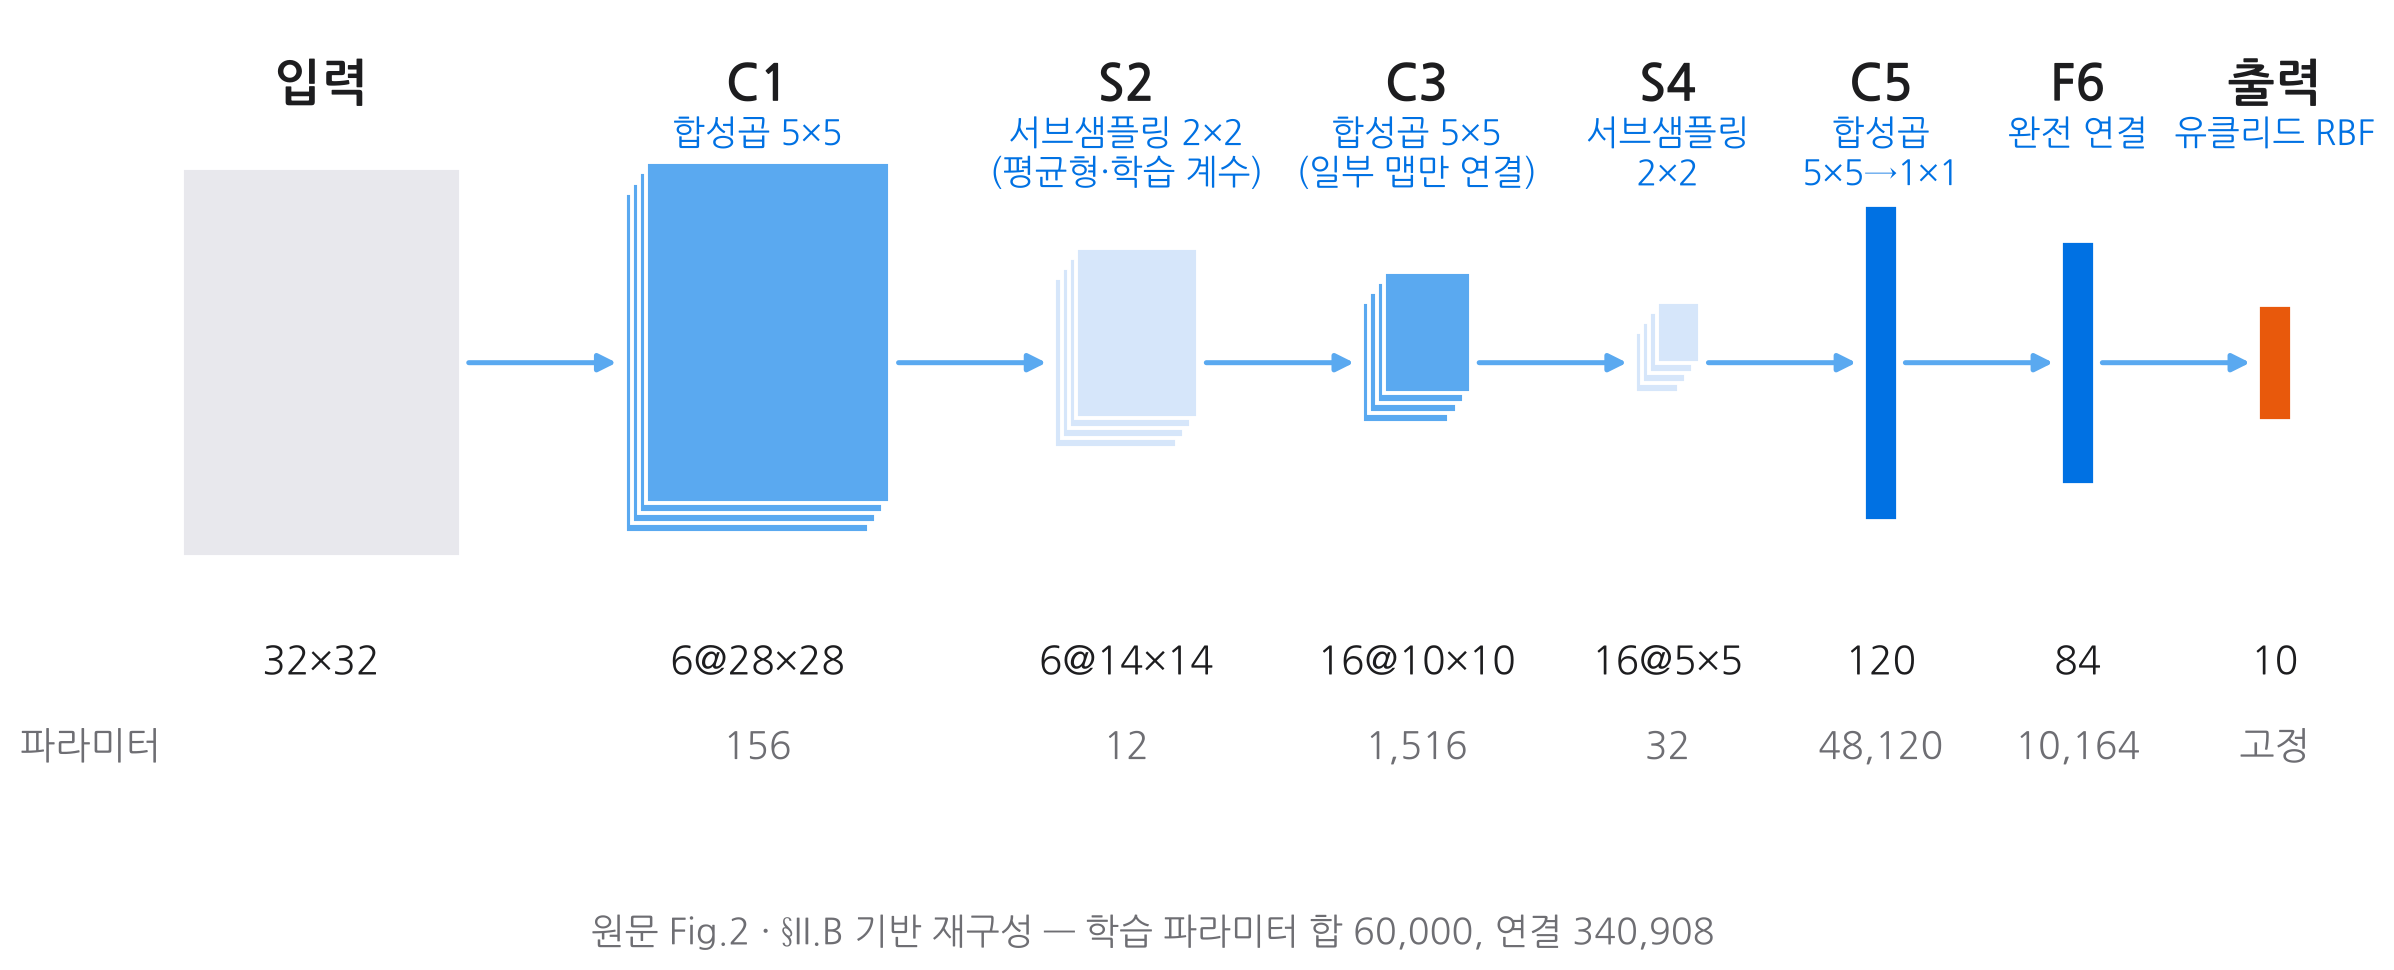 입력
C1
합성곱 5×5
S2
서브샘플링 2×2
(평균형·학습 계수)
C3
합성곱 5×5
(일부 맵만 연결)
S4
서브샘플링
2×2
C5
합성곱
5×5→1×1
F6
완전 연결
출력
유클리드 RBF
32×32
6@28×28
6@14×14
16@10×10
16@5×5
120
84
10
파라미터
156
12
1,516
32
48,120
10,164
고정
원문 Fig.2 · §II.B 기반 재구성 — 학습 파라미터 합 60,000, 연결 340,908